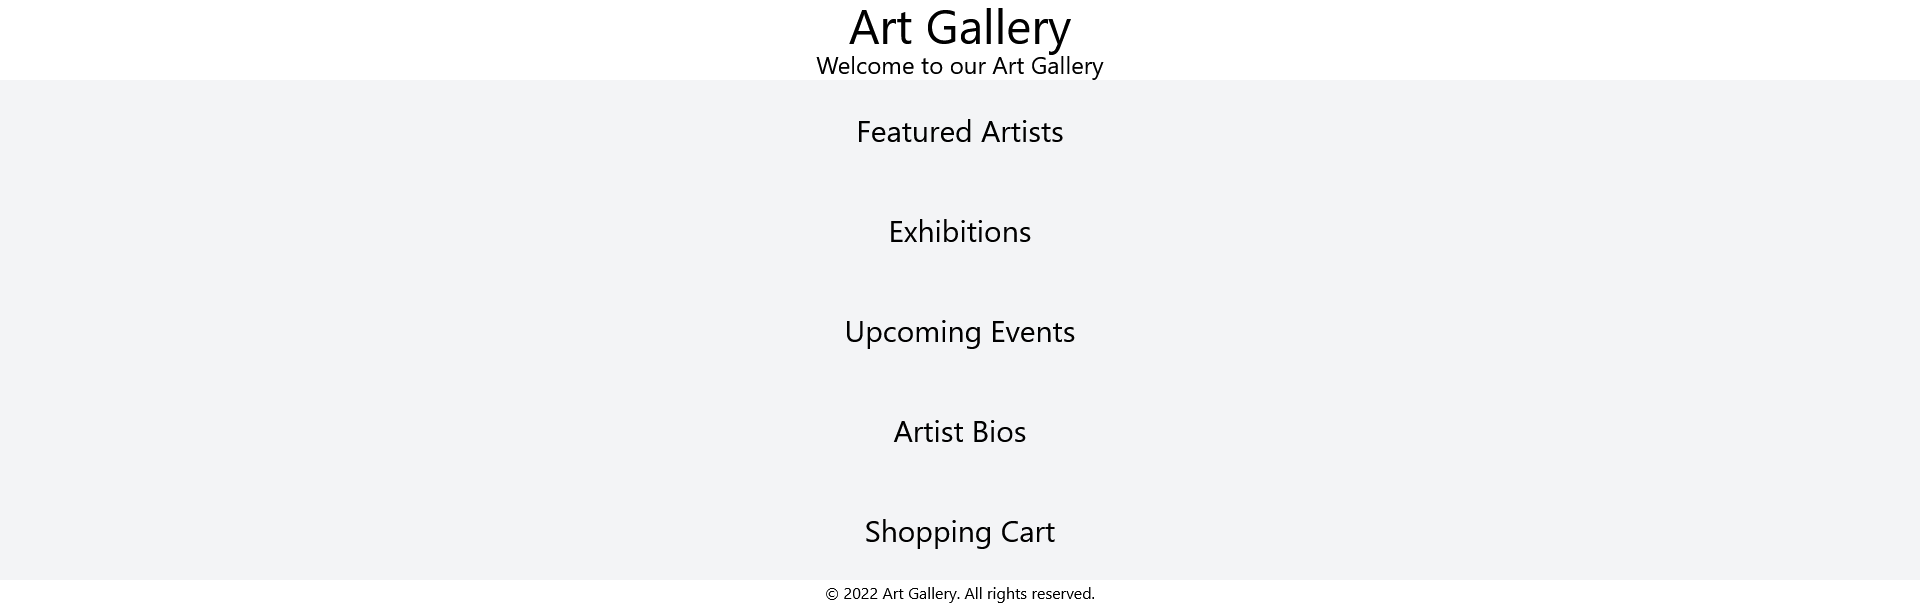 Art Gallery
Welcome to our Art Gallery
Featured Artists
Exhibitions
Upcoming Events
Artist Bios
Shopping Cart
© 2022 Art Gallery. All rights reserved.